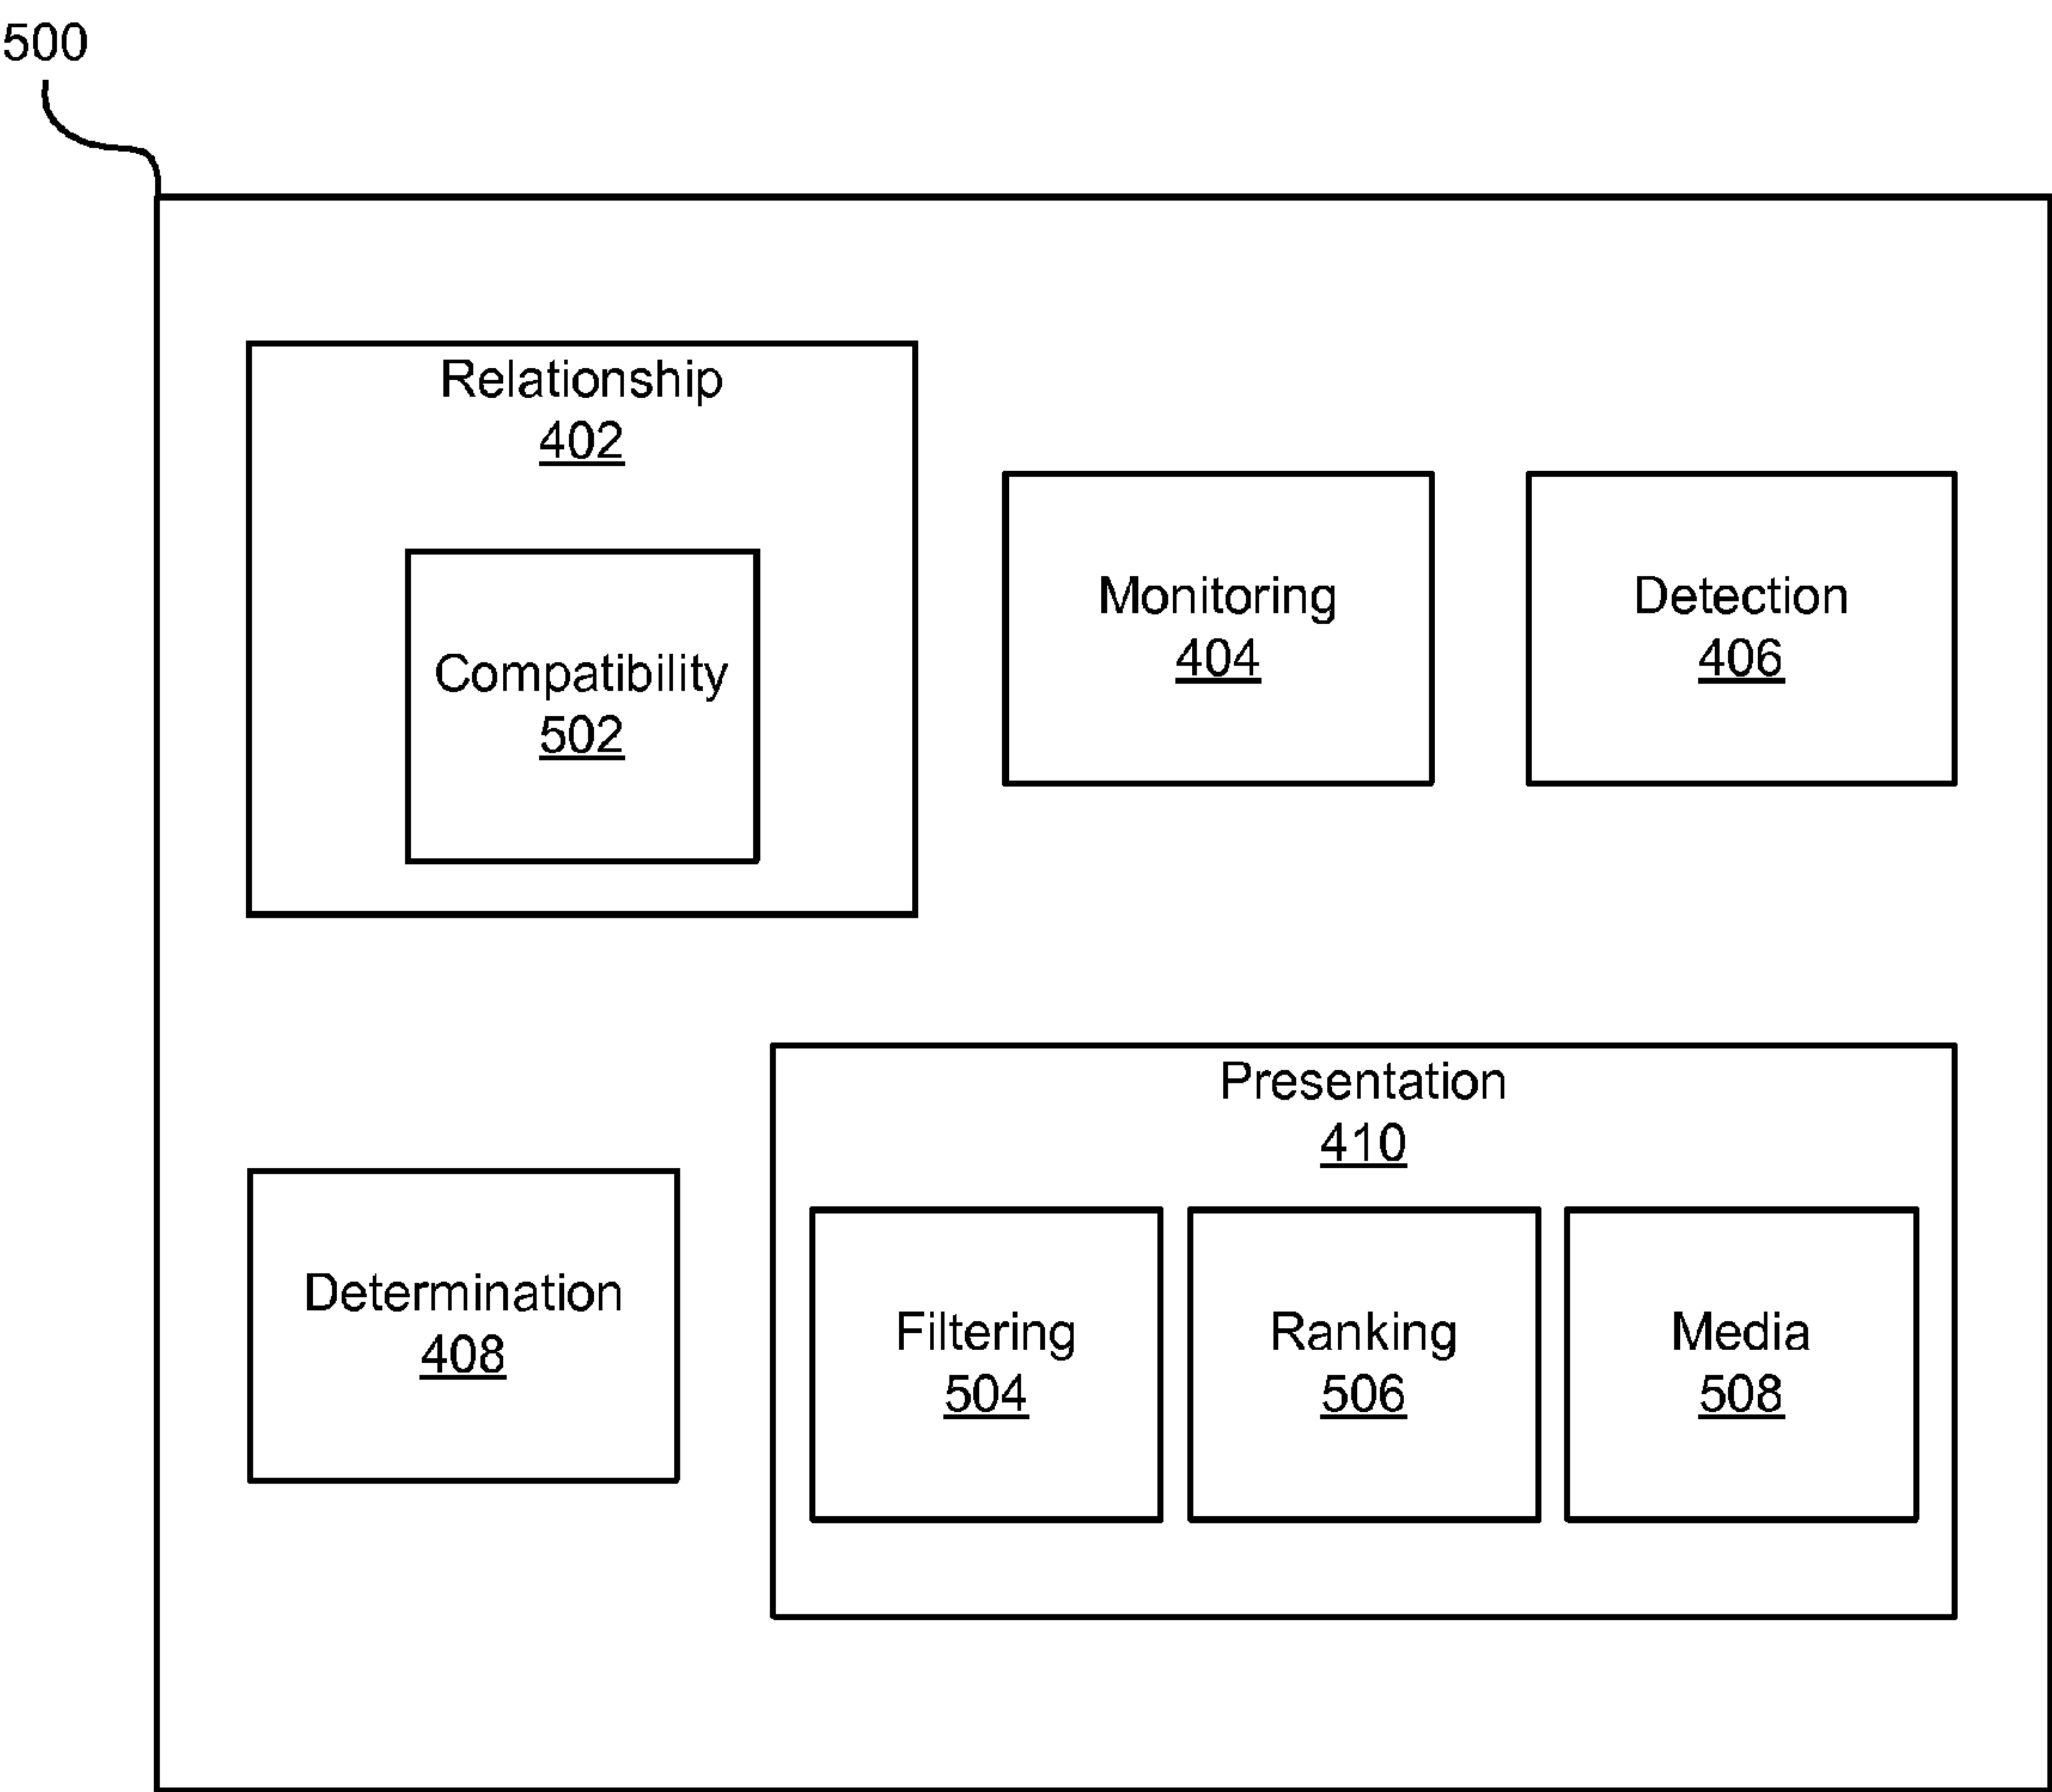 500
Relationship
402
Compatibility
502
Monitoring
404
Detection
406
Determination
408
Presentation
410
Filtering
504
Ranking
506
Media
508